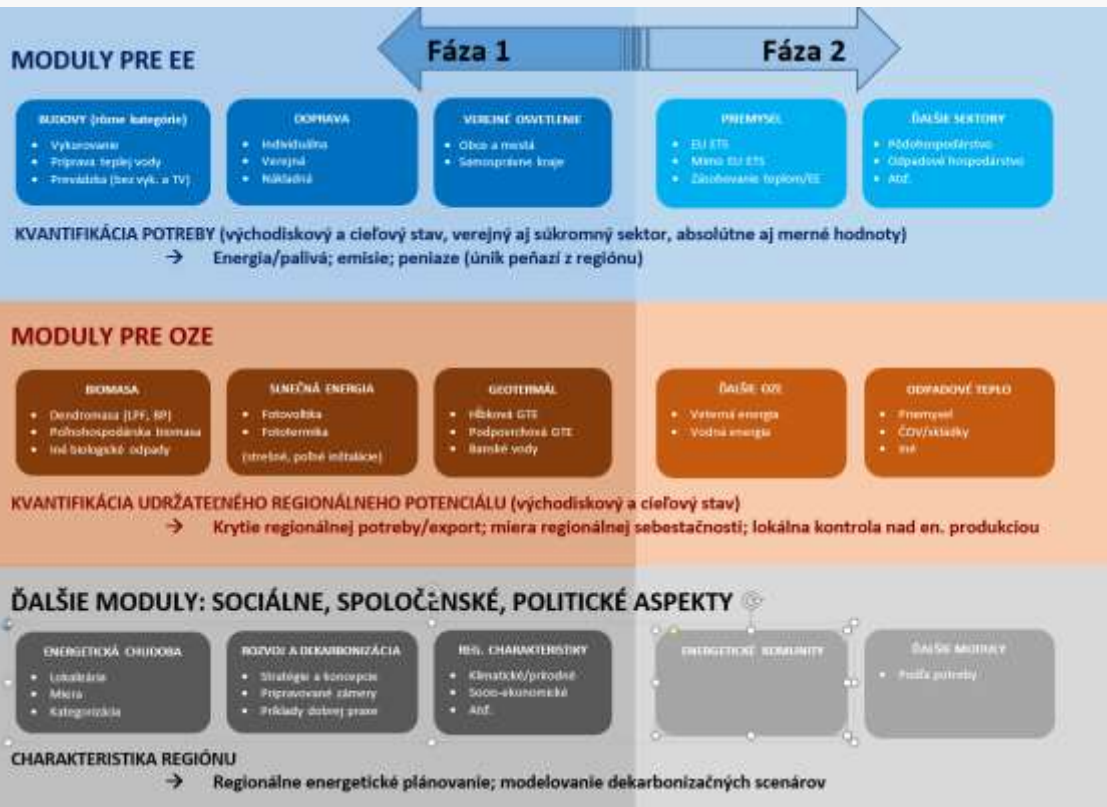 Fáza 1
Fáza 2
MODULY PRE EE
BUDOVY (rôzne kategórie)
• Vykurovanie
• Príprava teplej vody
• Prevádzka (bez vyk. a TV)
DOPRAVA
• Individuálna
• Verejná
• Nákladná
VEREJNÉ OSVETLENIE
• Obce a mestá
• Samosprávne kraje
PRIEMYSEL
• EU ETS
• Mimo EU ETS
• Zásobovanie teplom/EE
ĎALŠIE SEKTORY
• Pôdohospodárstvo
• Odpadové hospodárstvo
• Atď.
KVANTIFIKÁCIA POTREBY (východiskový a cieľový stav, verejný aj súkromný sektor, absolútne aj merné hodnoty)
→ Energia/palivá; emisie; peniaze (únik peňazí z regiónu)
MODULY PRE OZE
BIOMASA
• Dendromasa (LPF, BP)
• Poľnohospodárska biomasa
• Iné biologické odpady
SLNEČNÁ ENERGIA
• Fotovoltika
• Fototermika
(strešné, poľné inštalácie)
GEOTERMÁL
• Hĺbková GTE
• Podpovrchová GTE
• Banské vody
ĎALŠIE OZE
• Veterná energia
• Vodná energia
ODPADOVÉ TEPLO
• Priemysel
• ČOV/skládky
• Iné
KVANTIFIKÁCIA UDRŽATEĽNÉHO REGIONÁLNEHO POTENCIÁLU (východiskový a cieľový stav)
→ Krytie regionálnej potreby/export; miera regionálnej sebestačnosti; lokálna kontrola nad en. produkciou
ĎALŠIE MODULY: SOCIÁLNE, SPOLOČENSKÉ, POLITICKÉ ASPEKTY
ENERGETICKÁ CHUDOBA
• Lokalizácia
• Miera
• Kategorizácia
ROZVOJ A DEKARBONIZÁCIA
• Stratégie a koncepcie
• Pripravované zámery
• Príklady dobrej praxe
REG. CHARAKTERISTIKY
• Klimatické/prírodné
• Socio-ekonomické
• Atď.
ENERGETICKÉ KOMUNITY
ĎALŠIE MODULY
• Podľa potreby
CHARAKTERISTIKA REGIÓNU
→ Regionálne energetické plánovanie; modelovanie dekarbonizačných scenárov